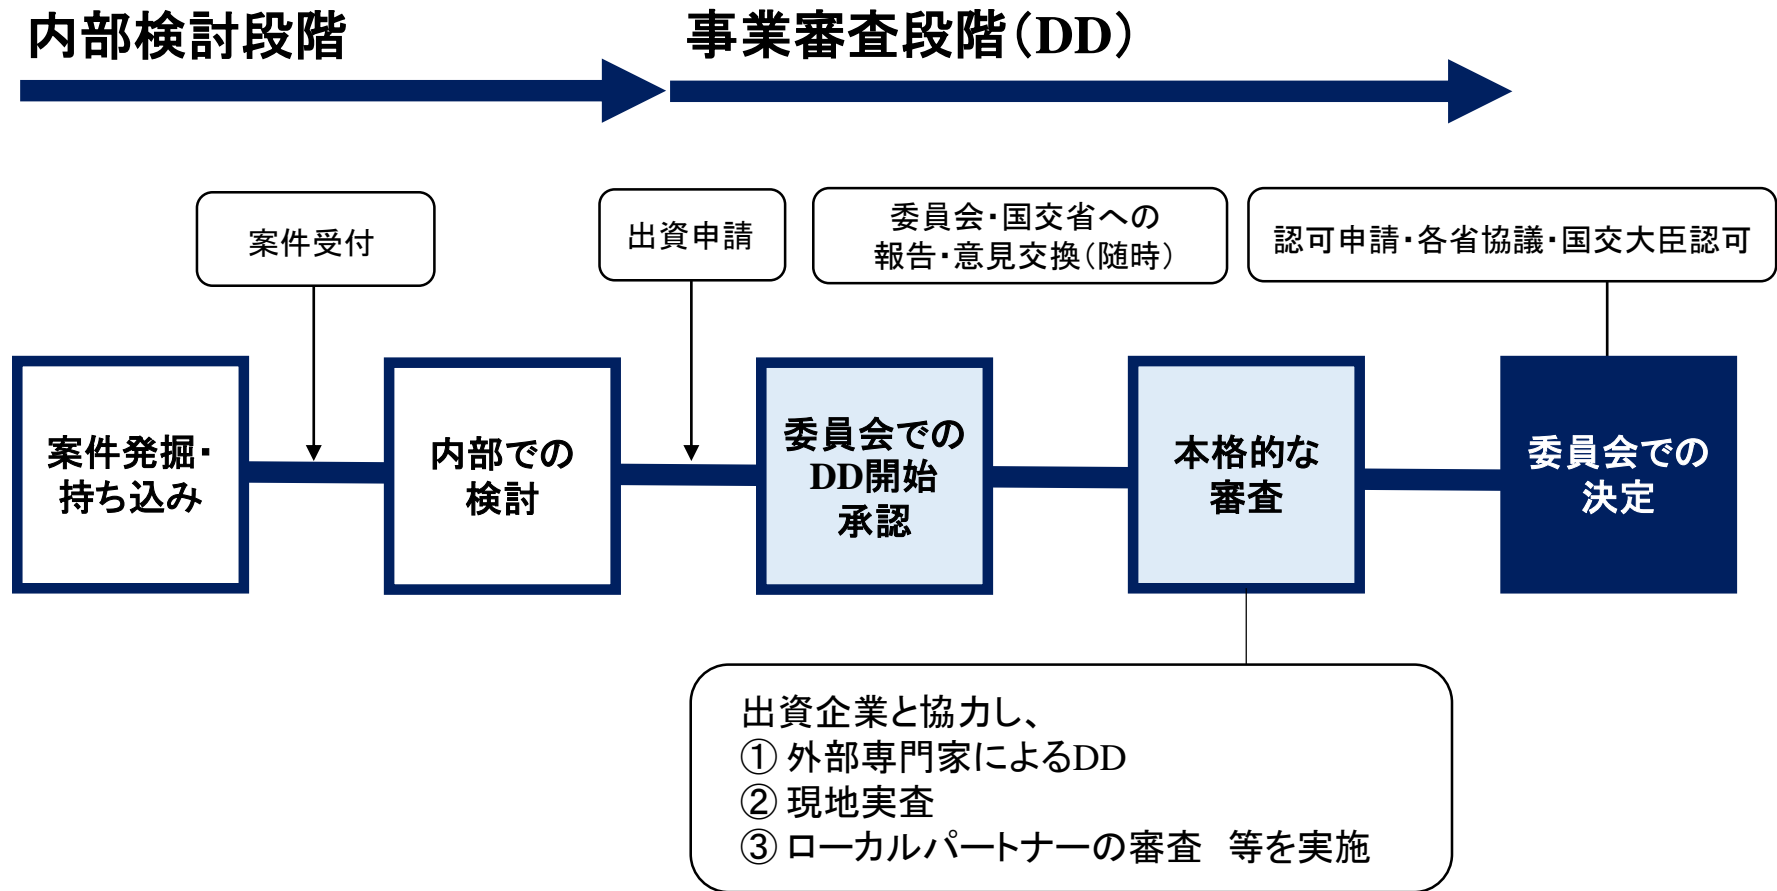 内部検討段階
事業審査段階（DD）
案件受付
出資申請
委員会・国交省への
報告・意見交換（随時）
認可申請・各省協議・国交大臣認可
案件発掘・
持ち込み
内部での
検討
委員会での
DD開始
承認
本格的な
審査
委員会での
決定
出資企業と協力し、
① 外部専門家によるDD
② 現地実査
③ ローカルパートナーの審査　等を実施